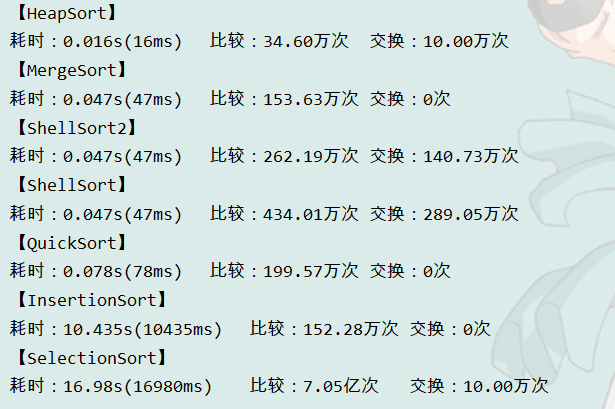 【HeapSort】
耗时：0.016s(16ms) 比较：34.60万次 交换：10.00万次
【MergeSort】
耗时：0.047s(47ms) 比较：153.63万次 交换：0次
【ShellSort2】
耗时：0.047s(47ms) 比较：262.19万次 交换：140.73万次
【ShellSort】
耗时：0.047s(47ms) 比较：434.01万次 交换：289.05万次
【QuickSort】
耗时：0.078s(78ms) 比较：199.57万次 交换：0次
【InsertionSort】
耗时：10.435s(10435ms) 比较：152.28万次 交换：0次
【SelectionSort】
耗时：16.98s(16980ms) 比较：7.05亿次 交换：10.00万次